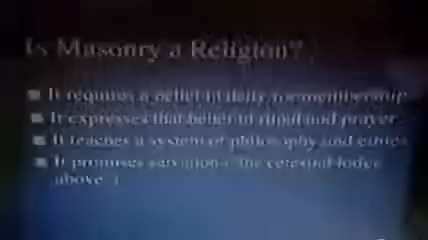 Is Masonry a Religion?
It requires a belief in deity for membership
It expresses that belief in ritual and prayer
It teaches a system of philosophy and ethics
It promises salvation ( the celestial lodge
above )